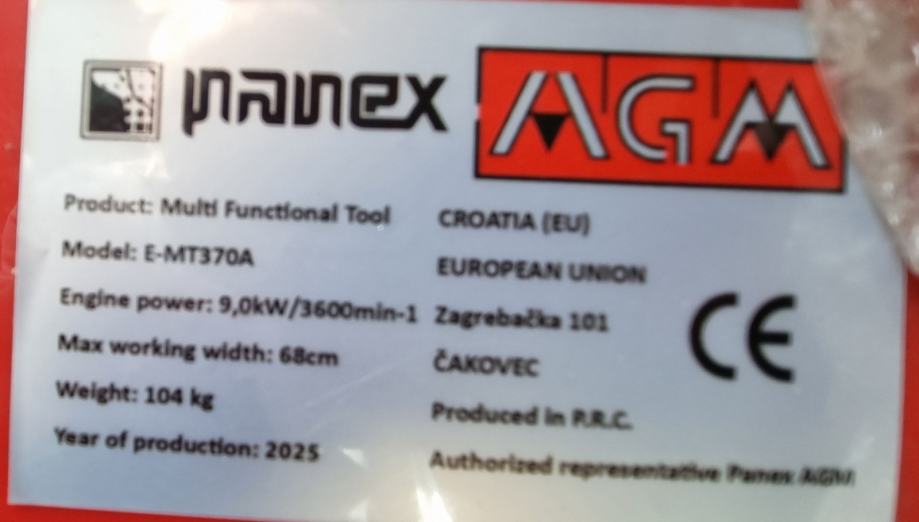 panex AGM
Product: Multi Functional Tool
Model: E-MT370A
Engine power: 9,0kW/3600min-1
Max working width: 68cm
Weight: 104 kg
Year of production: 2025
CROATIA (EU)
EUROPEAN UNION
Zagrebačka 101
ČAKOVEC
Produced in P.R.C.
Authorized representative Panex AGM
CE